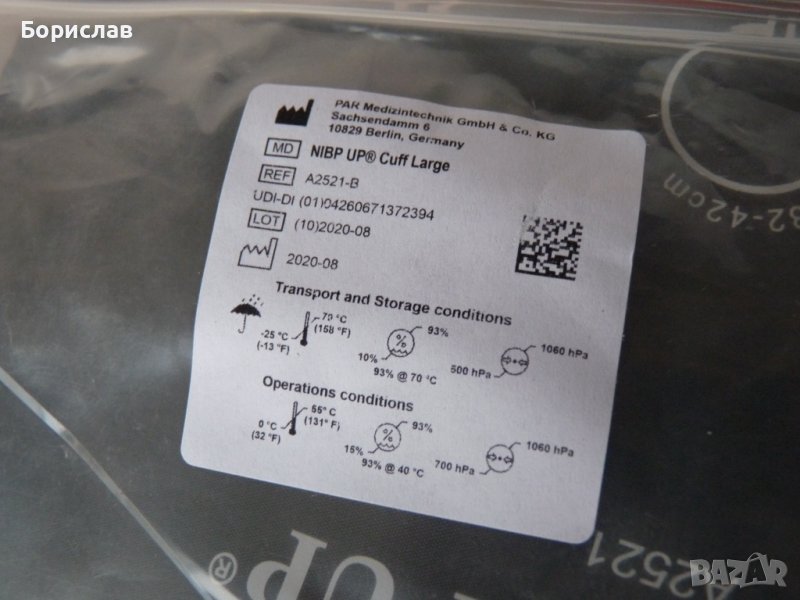 Борислав
PAR Medizintechnik GmbH & Co. KG
Sachsendamm 6
10829 Berlin, Germany
MD NIBP UP® Cuff Large
REF A2521-B
UDI-DI (01)04260671372394
LOT (10)2020-08
2020-08
Transport and Storage conditions
-25 °C (-13 °F) 70 °C (158 °F) 10% % 93% 93% @ 70 °C 500 hPa 1060 hPa
Operations conditions
0 °C (32 °F) 55° C (131° F) 15% % 93% 93% @ 40 °C 700 hPa 1060 hPa
32-42cm
A2521
UP®
BAZAR